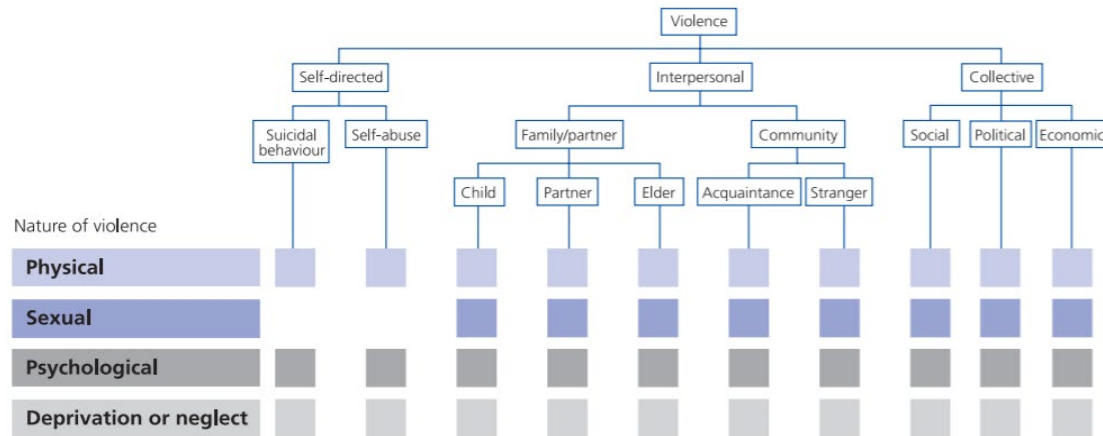 Violence
Self-directed
Interpersonal
Collective
Suicidal
behaviour
Self-abuse
Family/partner
Community
Social
Political
Economic
Child
Partner
Elder
Acquaintance
Stranger
Nature of violence
Physical
Sexual
Psychological
Deprivation or neglect